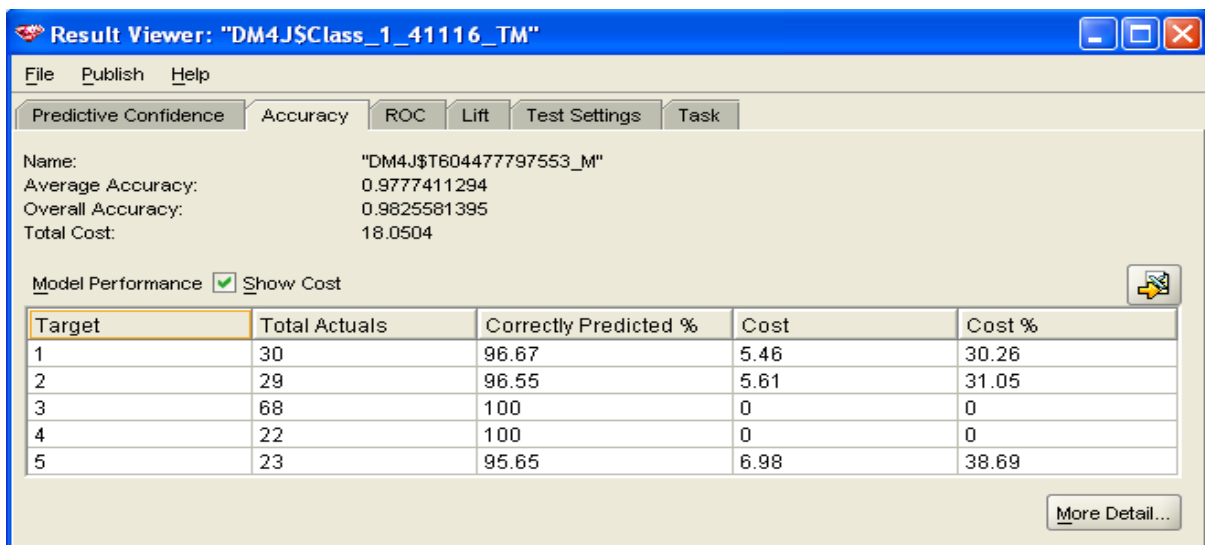 Result Viewer: "DM4J$Class_1_41116_TM"
File Publish Help
Predictive Confidence Accuracy ROC Lift Test Settings Task
Name: "DM4J$T604477797553_M"
Average Accuracy: 0.9777411294
Overall Accuracy: 0.9825581395
Total Cost: 18.0504
Model Performance Show Cost
Target Total Actuals Correctly Predicted % Cost Cost %
1 30 96.67 5.46 30.26
2 29 96.55 5.61 31.05
3 68 100 0 0
4 22 100 0 0
5 23 95.65 6.98 38.69
More Detail...